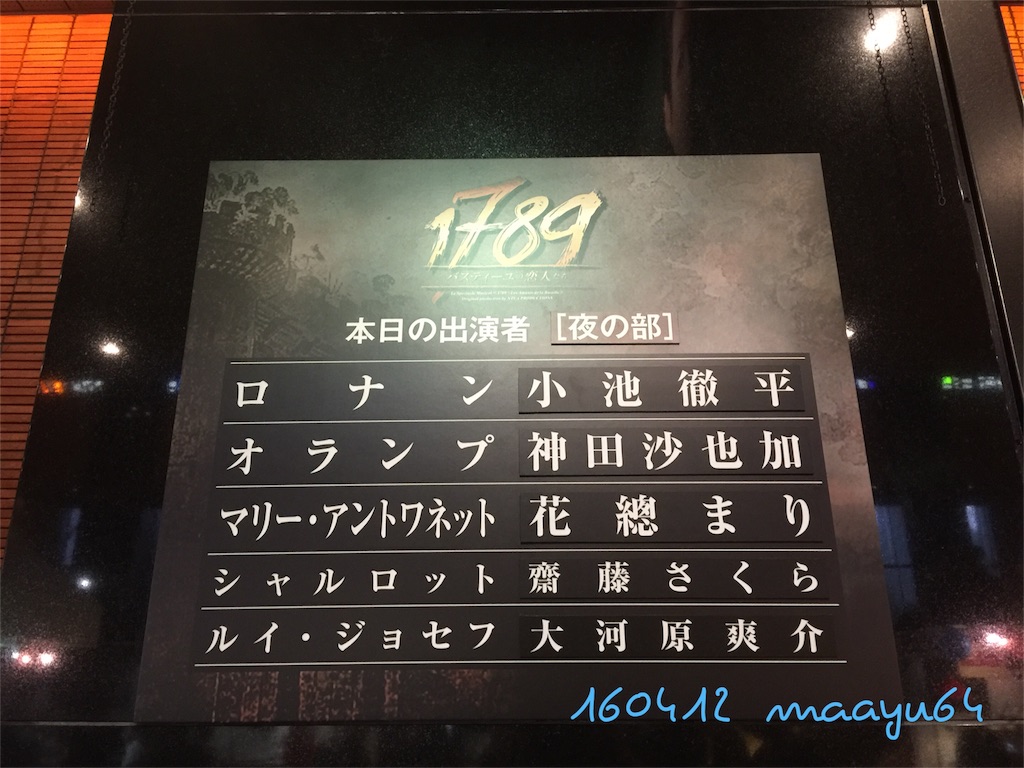 1789
バスティーユの恋人たち
本日の出演者 [夜の部]
ロナン 小池徹平
オランプ 神田沙也加
マリー・アントワネット 花總まり
シャルロット 齋藤さくら
ルイ・ジョセフ 大河原爽介
160412 maayu64